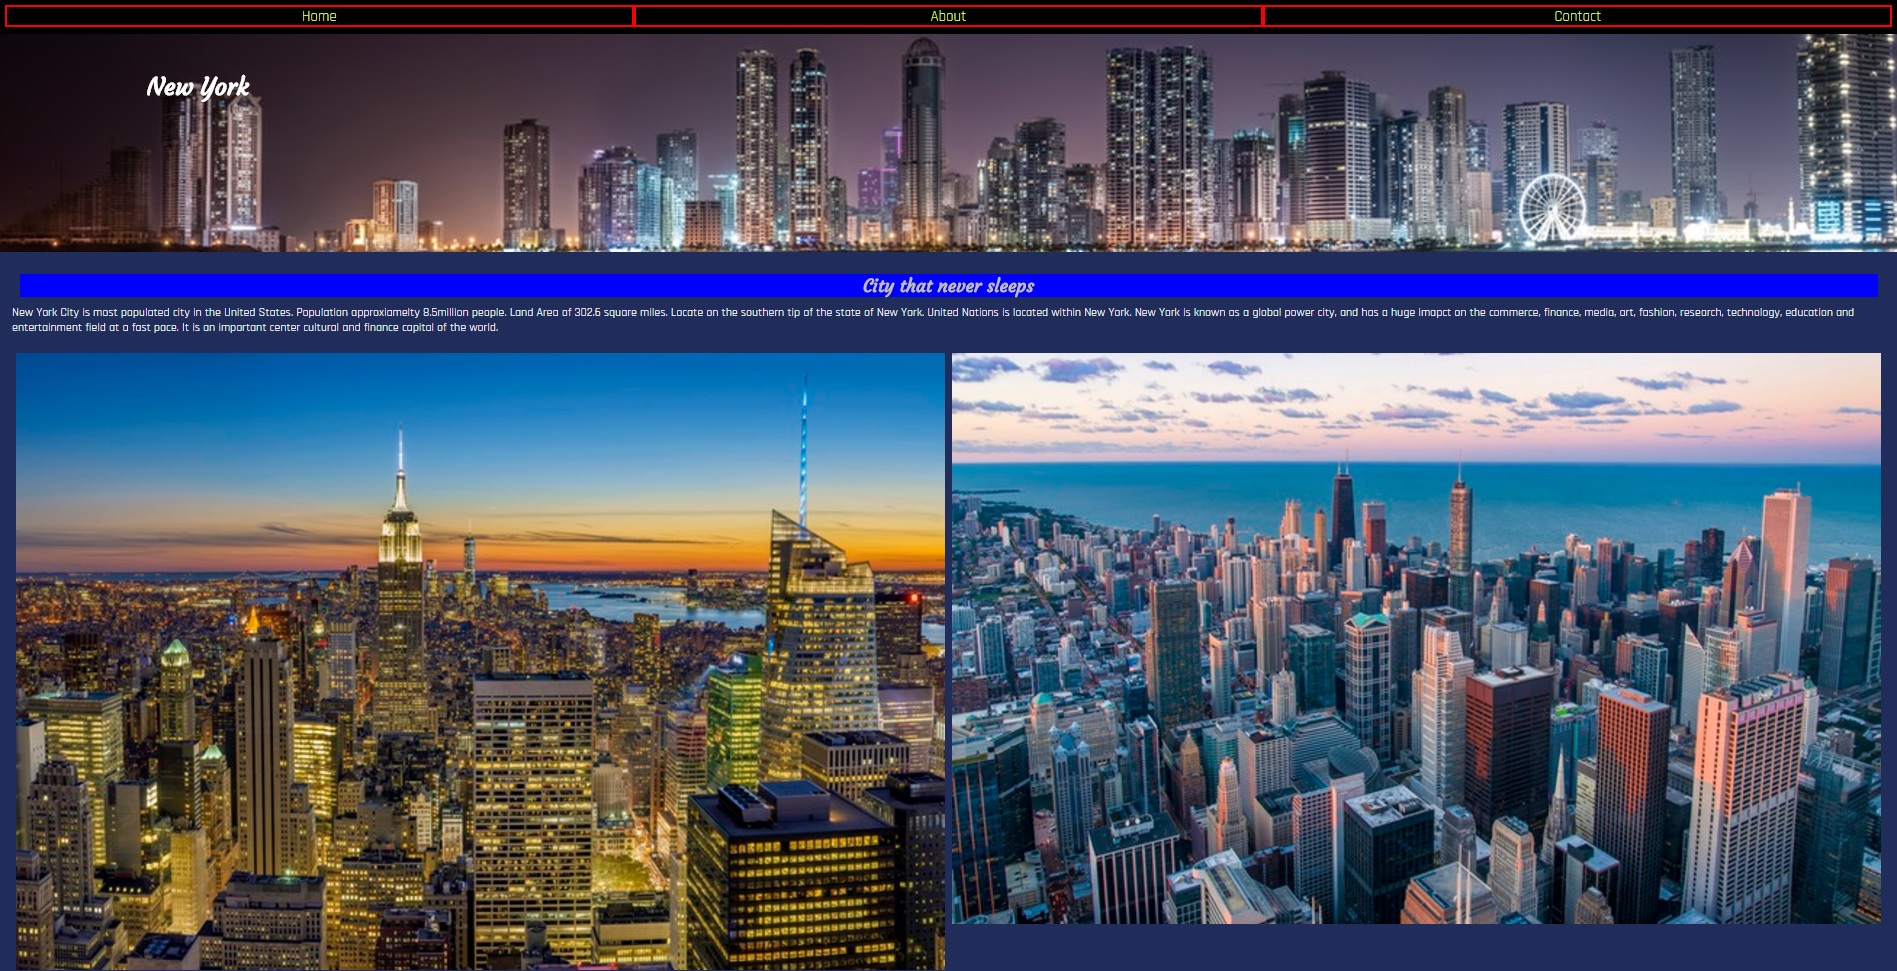 Home About Contact
New York
City that never sleeps
New York City is most populated city in the United States. Population approxiamelty 8.5million people. Land Area of 302.6 square miles. Locate on the southern tip of the state of New York. United Nations is located within New York. New York is known as a global power city, and has a huge imapct on the commerce, finance, media, art, fashion, research, technology, education and
entertainment field at a fast pace. It is an important center cultural and finance capital of the world.